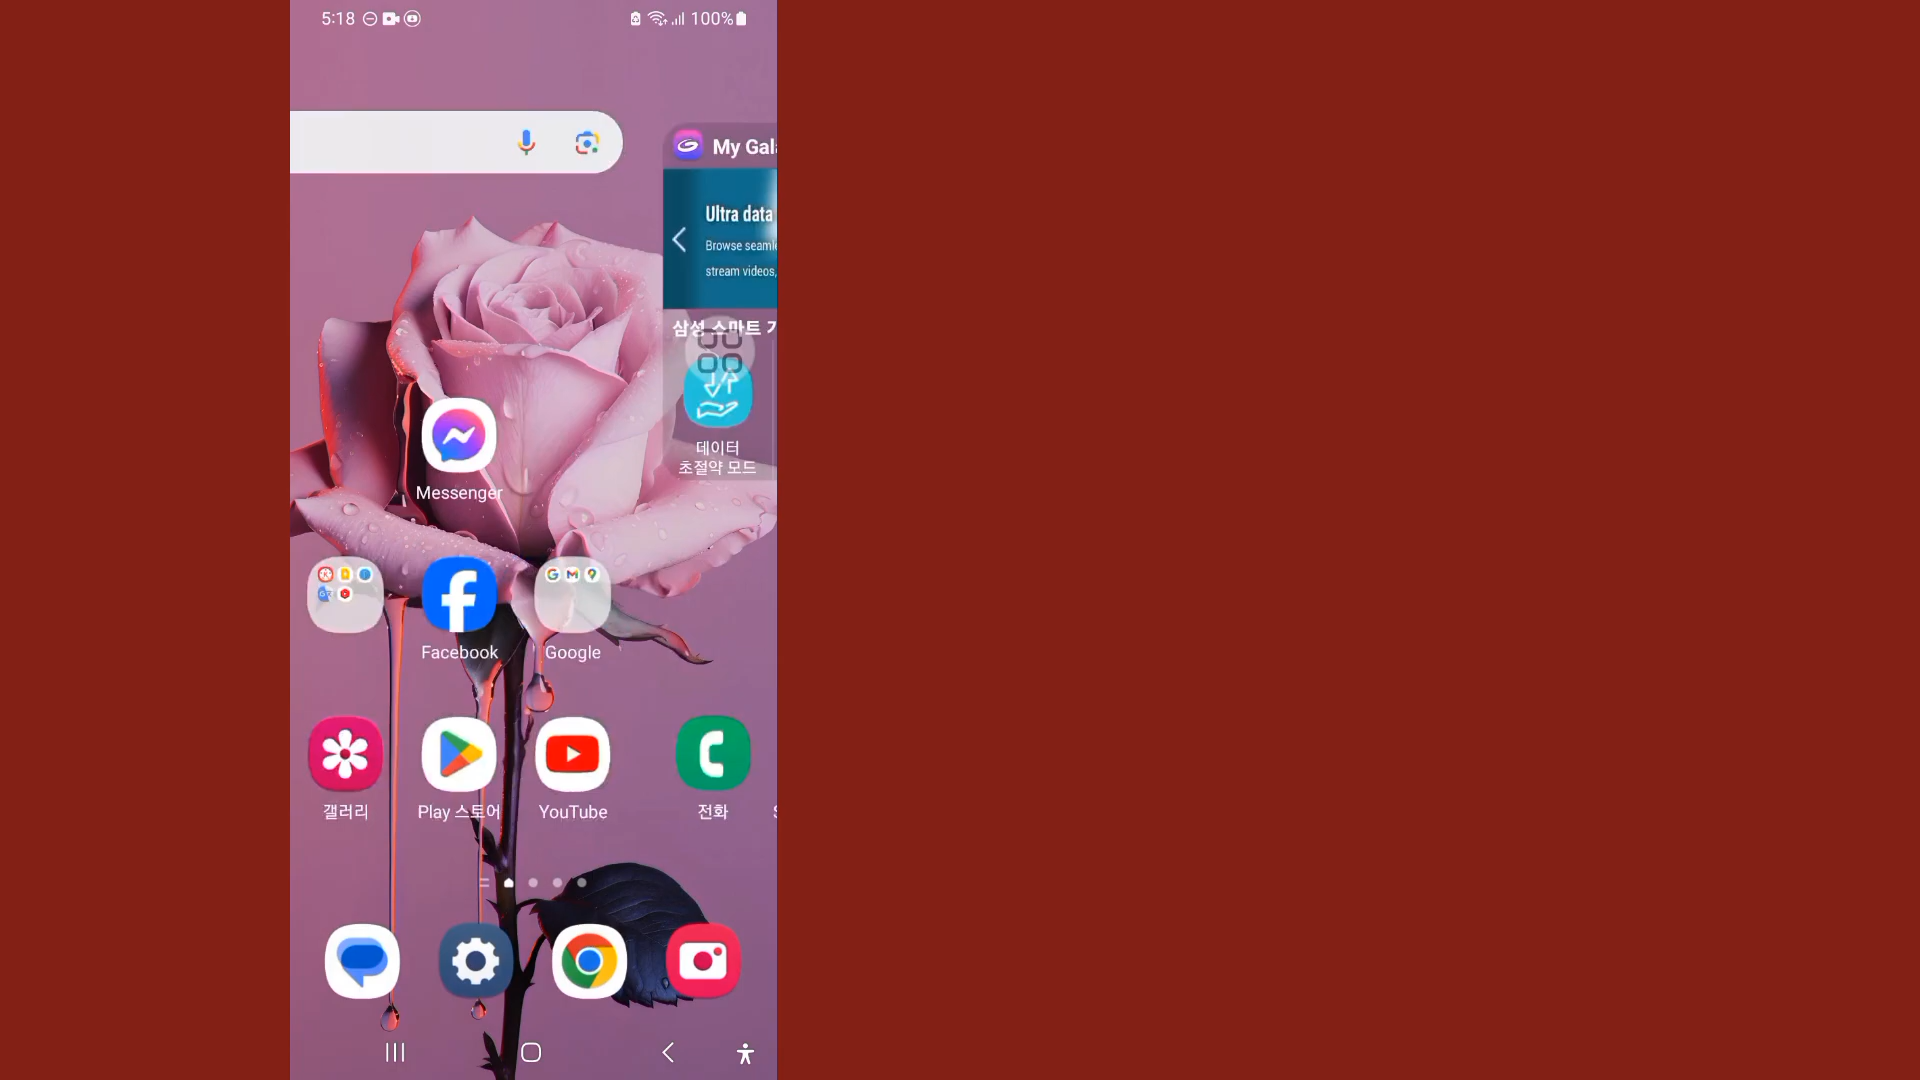 5:18
100%
My Gal
Ultra data
Browse seaml
stream videos,
삼성 스마트 기
데이터
초절약 모드
Messenger
Facebook
Google
갤러리
Play 스토어
YouTube
전화